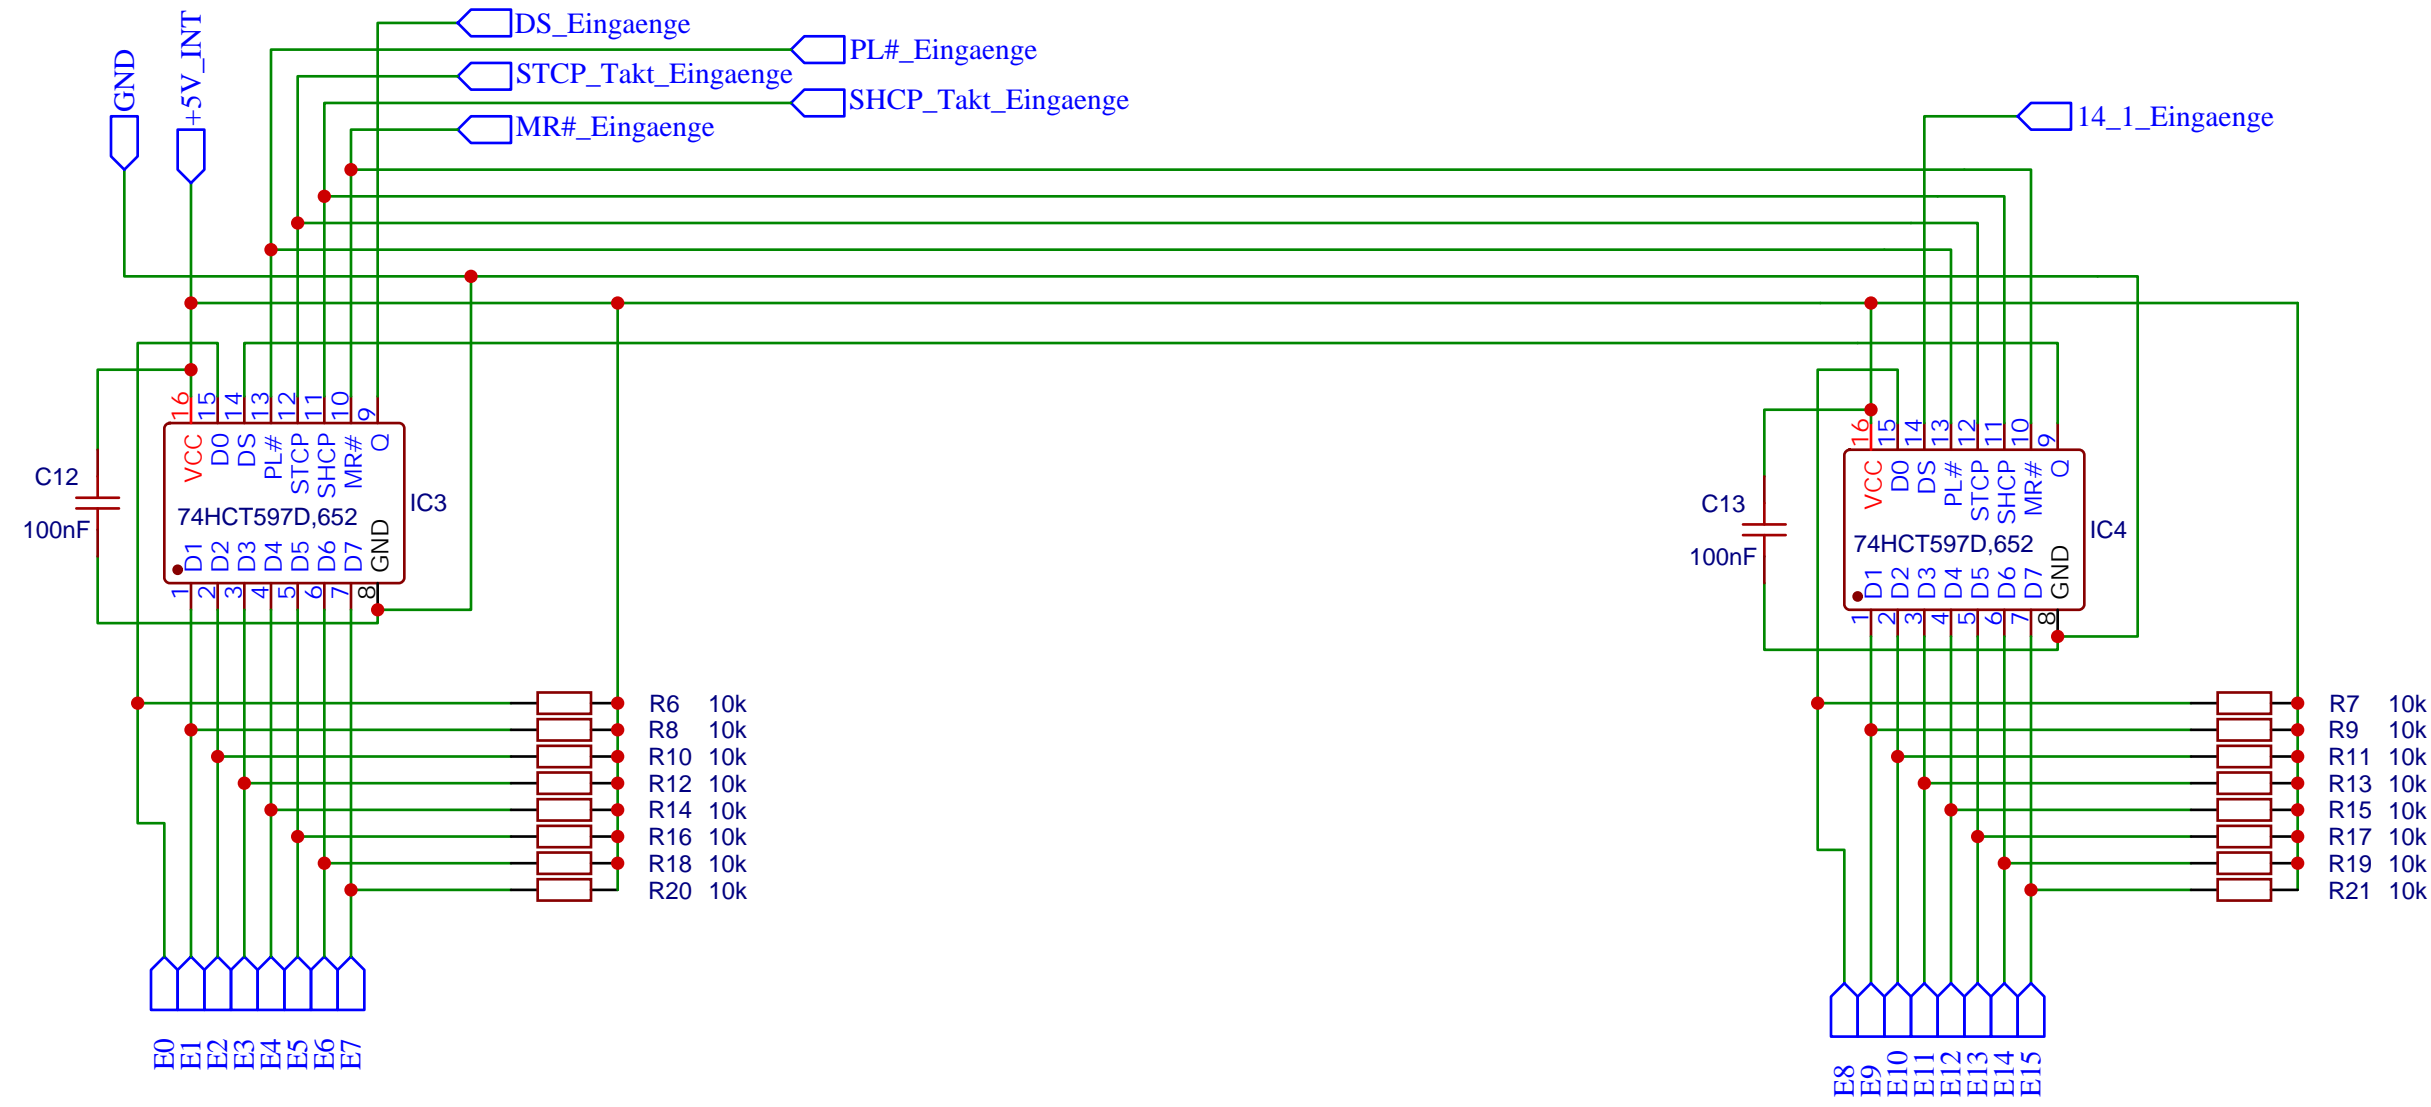 GND
+5V_INT
DS_Eingaenge
PL#_Eingaenge
STCP_Takt_Eingaenge
SHCP_Takt_Eingaenge
MR#_Eingaenge
14_1_Eingaenge
16 15 14 13 12 11 10 9
VCC D0 DS PL# STCP SHCP MR# Q
C12
100nF
74HCT597D,652
IC3
D1 D2 D3 D4 D5 D6 D7 GND
1 2 3 4 5 6 7 8
16 15 14 13 12 11 10 9
VCC D0 DS PL# STCP SHCP MR# Q
C13
100nF
74HCT597D,652
IC4
D1 D2 D3 D4 D5 D6 D7 GND
1 2 3 4 5 6 7 8
R6 10k
R8 10k
R10 10k
R12 10k
R14 10k
R16 10k
R18 10k
R20 10k
R7 10k
R9 10k
R11 10k
R13 10k
R15 10k
R17 10k
R19 10k
R21 10k
E0 E1 E2 E3 E4 E5 E6 E7
E8 E9 E10 E11 E12 E13 E14 E15